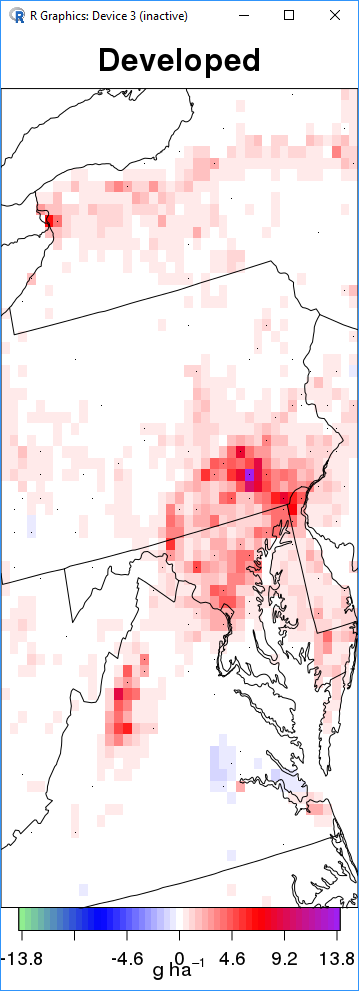 R Graphics: Device 3 (inactive)
Developed
-13.8 -4.6 0 4.6 9.2 13.8
g ha⁻¹